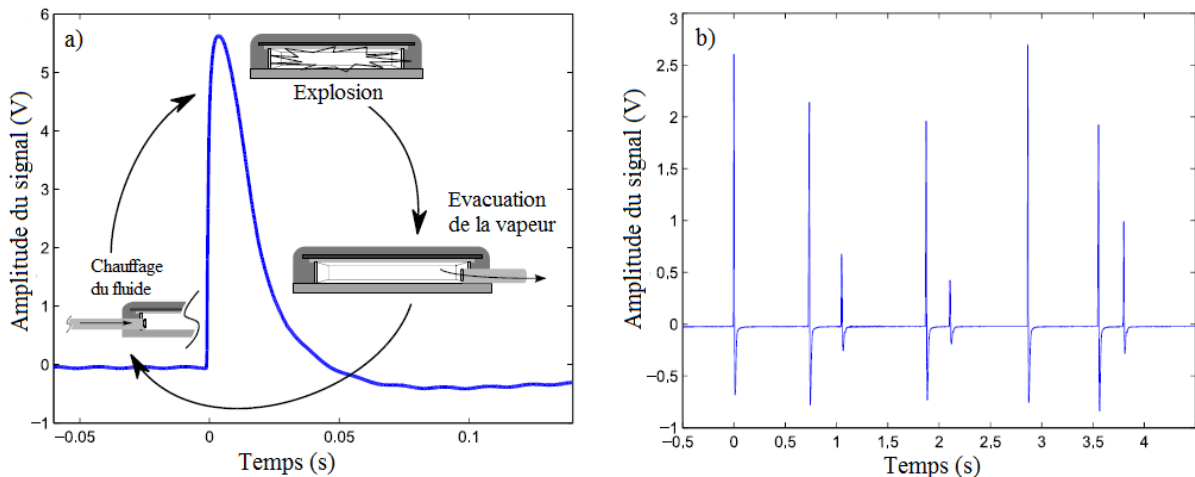 a)
Amplitude du signal (V)
6
5
4
3
2
1
0
−1
−0.05
0
0.05
0.1
Temps (s)
Explosion
Evacuation
de la vapeur
Chauffage
du fluide
b)
Amplitude du signal (V)
3
2.5
2
1.5
1
0.5
0
−0.5
−1
−0,5
0
0,5
1
1,5
2
2,5
3
3,5
4
Temps (s)